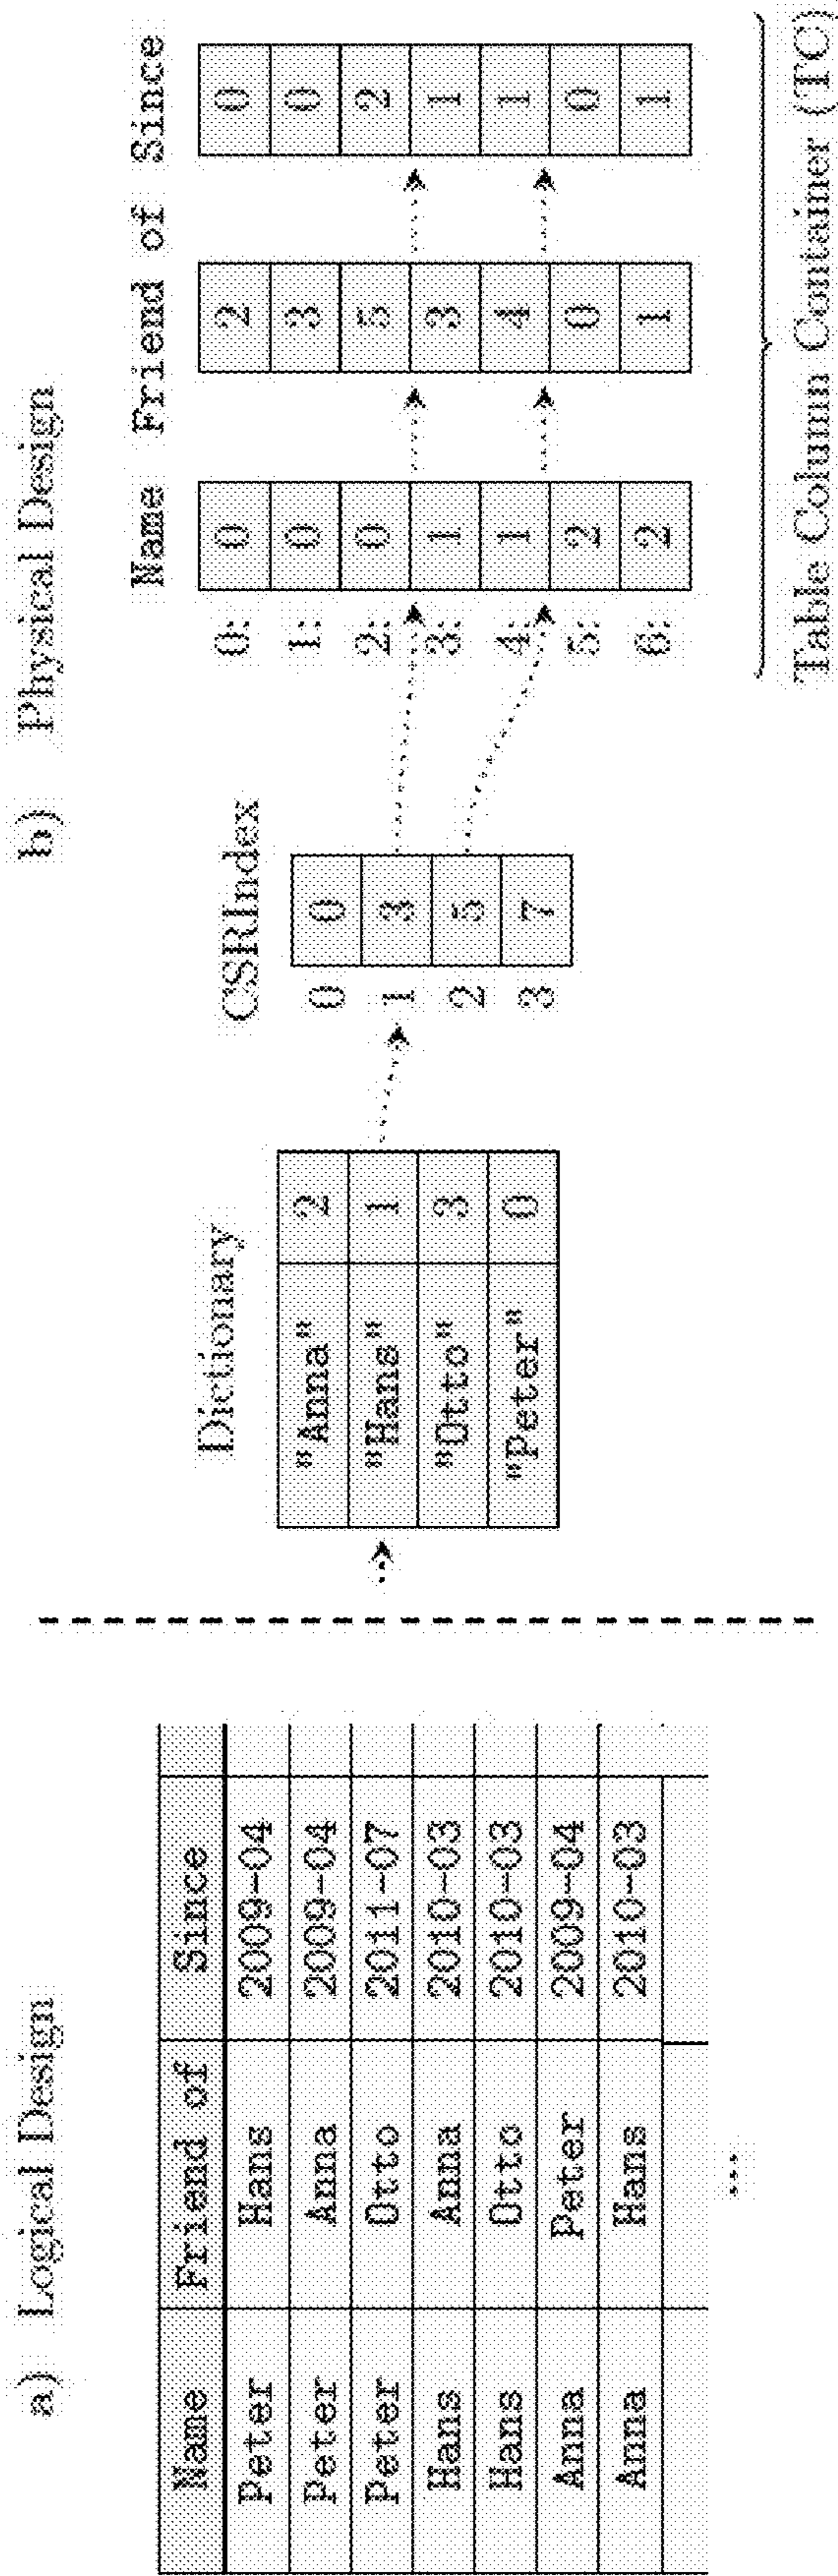 a) Logical Design
Name Friend of Since
Peter Hans 2009-04
Peter Anna 2009-04
Peter Otto 2011-07
Hans Anna 2010-03
Hans Otto 2010-03
Anna Peter 2009-04
Anna Hans 2010-03
...
b) Physical Design
Dictionary
"Anna" 2
"Hans" 1
"Otto" 3
"Peter" 0
CSRIndex
0 0
1 3
2 5
3 7
Name Friend of Since
0: 0 2 0
1: 0 3 0
2: 0 5 2
3: 1 3 1
4: 1 4 1
5: 2 0 0
6: 2 1 1
Table Column Container (TC)